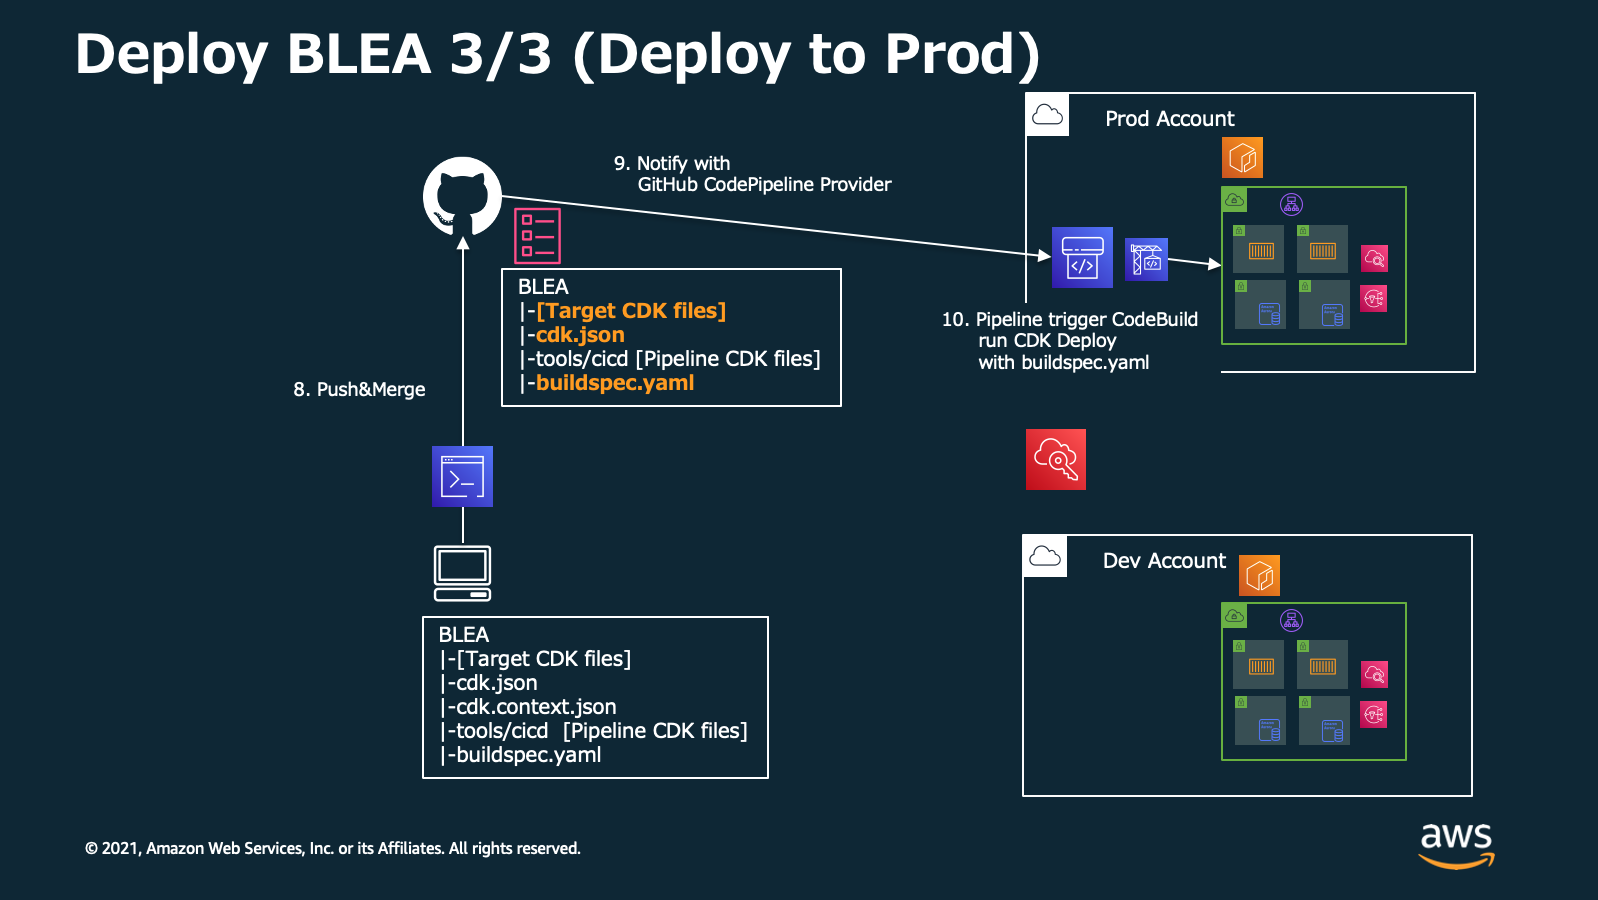 Deploy BLEA 3/3 (Deploy to Prod)
Prod Account
9. Notify with
GitHub CodePipeline Provider
BLEA
|-[Target CDK files]
|-cdk.json
|-tools/cicd [Pipeline CDK files]
|-buildspec.yaml
10. Pipeline trigger CodeBuild
run CDK Deploy
with buildspec.yaml
8. Push&Merge
Dev Account
BLEA
|-[Target CDK files]
|-cdk.json
|-cdk.context.json
|-tools/cicd  [Pipeline CDK files]
|-buildspec.yaml
© 2021, Amazon Web Services, Inc. or its Affiliates. All rights reserved.
aws